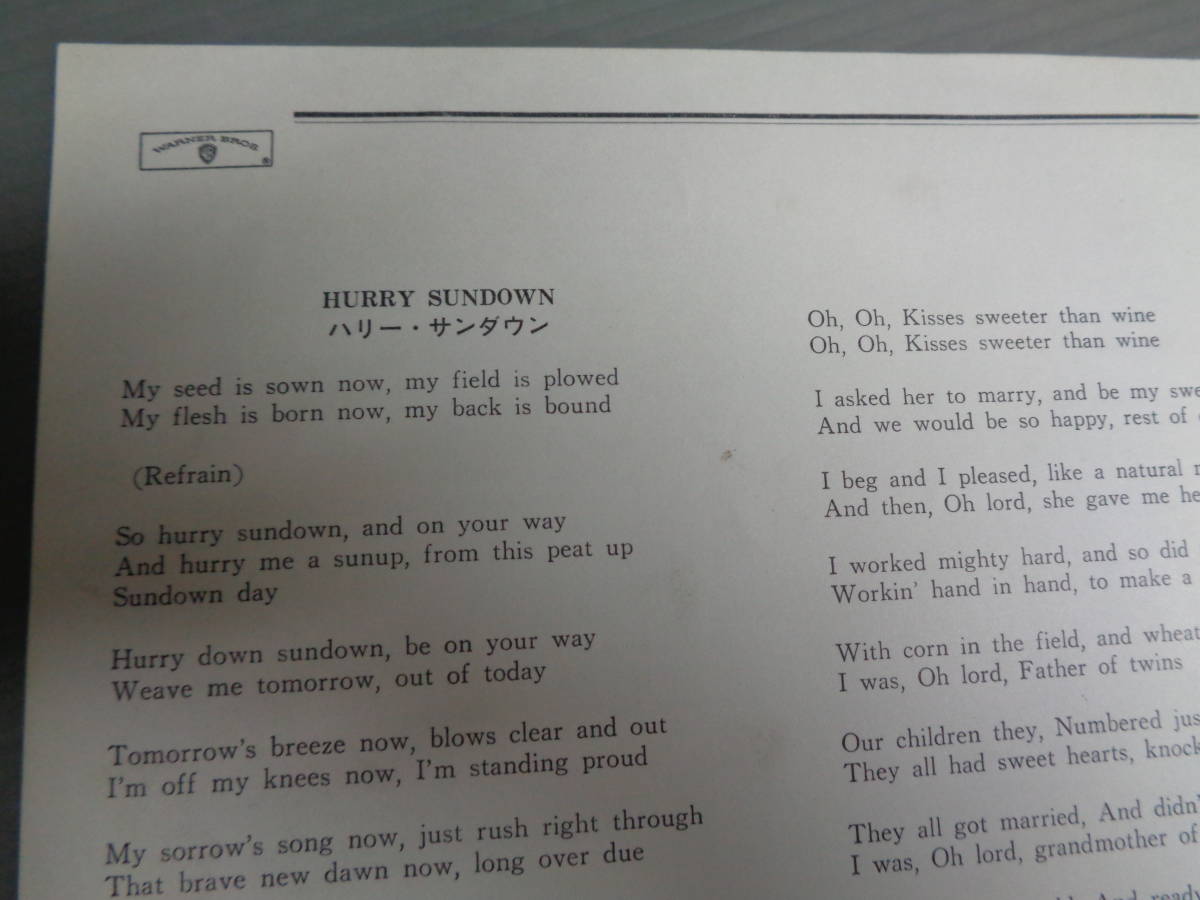 WARNER BROS.
HURRY SUNDOWN
ハリー・サンダウン
My seed is sown now, my field is plowed
My flesh is born now, my back is bound
(Refrain)
So hurry sundown, and on your way
And hurry me a sunup, from this peat up
Sundown day
Hurry down sundown, be on your way
Weave me tomorrow, out of today
Tomorrow's breeze now, blows clear and out
I'm off my knees now, I'm standing proud
My sorrow's song now, just rush right through
That brave new dawn now, long over due
Oh, Oh, Kisses sweeter than wine
Oh, Oh, Kisses sweeter than wine
I asked her to marry, and be my
And we would be so happy, rest of
I beg and I pleased, like a natural
And then, Oh lord, she gave me
I worked mighty hard, and so did
Workin' hand in hand, to make a
With corn in the field, and wheat
I was, Oh lord, Father of twins
Our children they, Numbered
They all had sweet hearts,
They all got married, And
I was, Oh lord, grandmother of